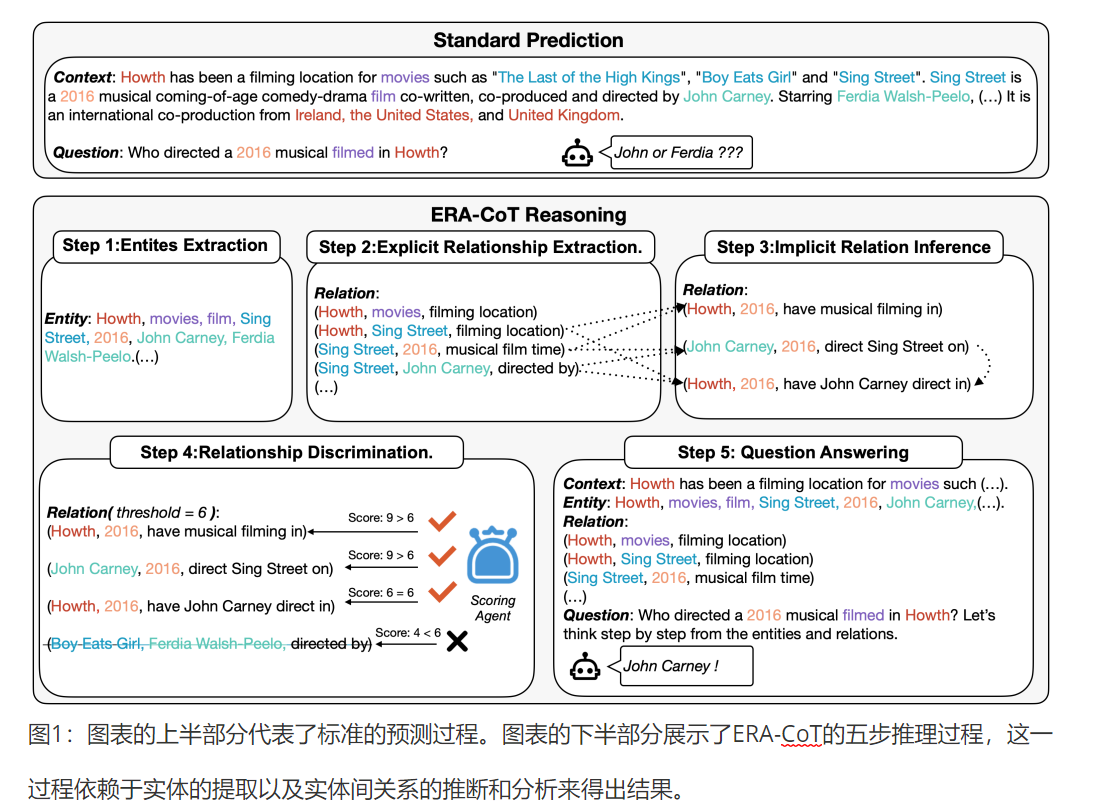 Standard Prediction
Context: Howth has been a filming location for movies such as "The Last of the High Kings", "Boy Eats Girl" and "Sing Street". Sing Street is
a 2016 musical coming-of-age comedy-drama film co-written, co-produced and directed by John Carney. Starring Ferdia Walsh-Peelo, (…) It is
an international co-production from Ireland, the United States, and United Kingdom.
Question: Who directed a 2016 musical filmed in Howth?
John or Ferdia ???
ERA-CoT Reasoning
Step 1:Entites Extraction
Entity: Howth, movies, film, Sing
Street, 2016, John Carney, Ferdia
Walsh-Peelo.(…)
Step 2:Explicit Relationship Extraction.
Relation:
(Howth, movies, filming location)
(Howth, Sing Street, filming location)
(Sing Street, 2016, musical film time)
(Sing Street, John Carney, directed by)
(…)
Step 3:Implicit Relation Inference
Relation:
(Howth, 2016, have musical filming in)
(John Carney, 2016, direct Sing Street on)
(Howth, 2016, have John Carney direct in)
Step 4:Relationship Discrimination.
Relation( threshold = 6 ):
(Howth, 2016, have musical filming in)
Score: 9 > 6
(John Carney, 2016, direct Sing Street on)
Score: 9 > 6
(Howth, 2016, have John Carney direct in)
Score: 6 = 6
(Boy Eats Girl, Ferdia Walsh-Peelo, directed by)
Score: 4 < 6
Scoring
Agent
Step 5: Question Answering
Context: Howth has been a filming location for movies such (…).
Entity: Howth, movies, film, Sing Street, 2016, John Carney,(…).
Relation:
(Howth, movies, filming location)
(Howth, Sing Street, filming location)
(Sing Street, 2016, musical film time)
(…)
Question: Who directed a 2016 musical filmed in Howth? Let's
think step by step from the entities and relations.
John Carney !
图1：图表的上半部分代表了标准的预测过程。图表的下半部分展示了ERA-CoT的五步推理过程，这一
过程依赖于实体的提取以及实体间关系的推断和分析来得出结果。